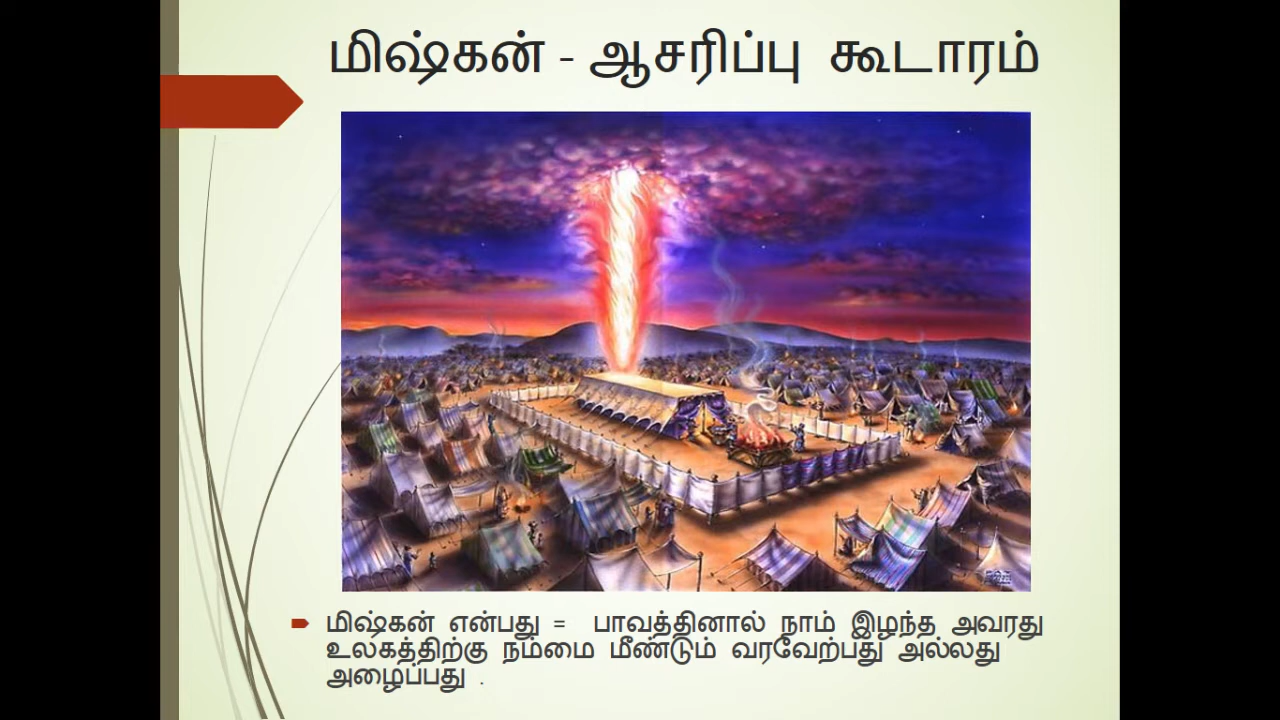 மிஷ்கன் - ஆசரிப்பு கூடாரம்
மிஷ்கன் என்பது = பாவத்தினால் நாம் இழந்த அவரது
உலகத்திற்கு நம்மை மீண்டும் வரவேற்பது அல்லது
அழைப்பது .